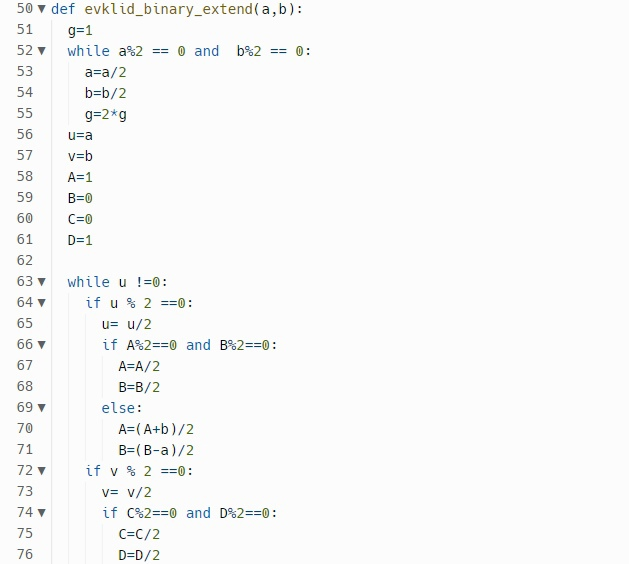 50 ▼ def evklid_binary_extend(a,b):
51 g=1
52 ▼ while a%2 == 0 and  b%2 == 0:
53 a=a/2
54 b=b/2
55 g=2*g
56 u=a
57 v=b
58 A=1
59 B=0
60 C=0
61 D=1
62
63 ▼ while u !=0:
64 ▼ if u % 2 ==0:
65 u= u/2
66 ▼ if A%2==0 and B%2==0:
67 A=A/2
68 B=B/2
69 ▼ else:
70 A=(A+b)/2
71 B=(B-a)/2
72 ▼ if v % 2 ==0:
73 v= v/2
74 ▼ if C%2==0 and D%2==0:
75 C=C/2
76 D=D/2